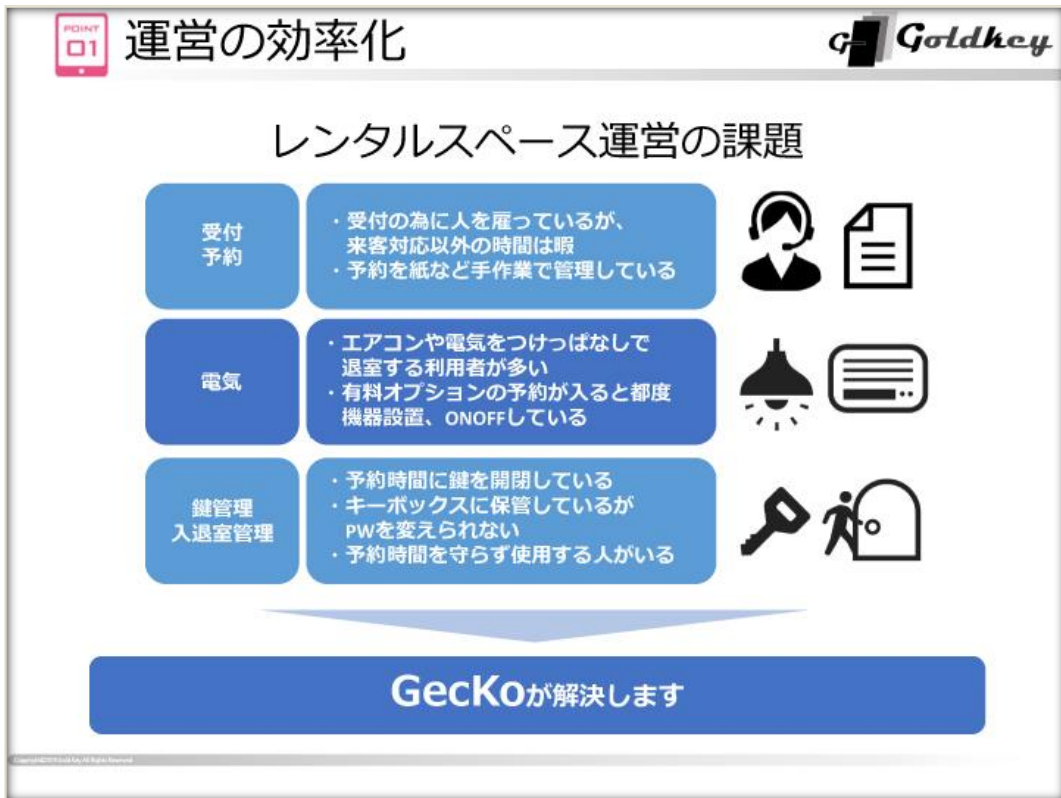 POINT
01
運営の効率化
Goldkey
レンタルスペース運営の課題
受付
予約
・受付の為に人を雇っているが、
来客対応以外の時間は暇
・予約を紙など手作業で管理している
電気
・エアコンや電気をつけっぱなしで
退室する利用者が多い
・有料オプションの予約が入ると都度
機器設置、ONOFFしている
鍵管理
入退室管理
・予約時間に鍵を開閉している
・キーボックスに保管しているが
PWを変えられない
・予約時間を守らず使用する人がいる
GecKoが解決します